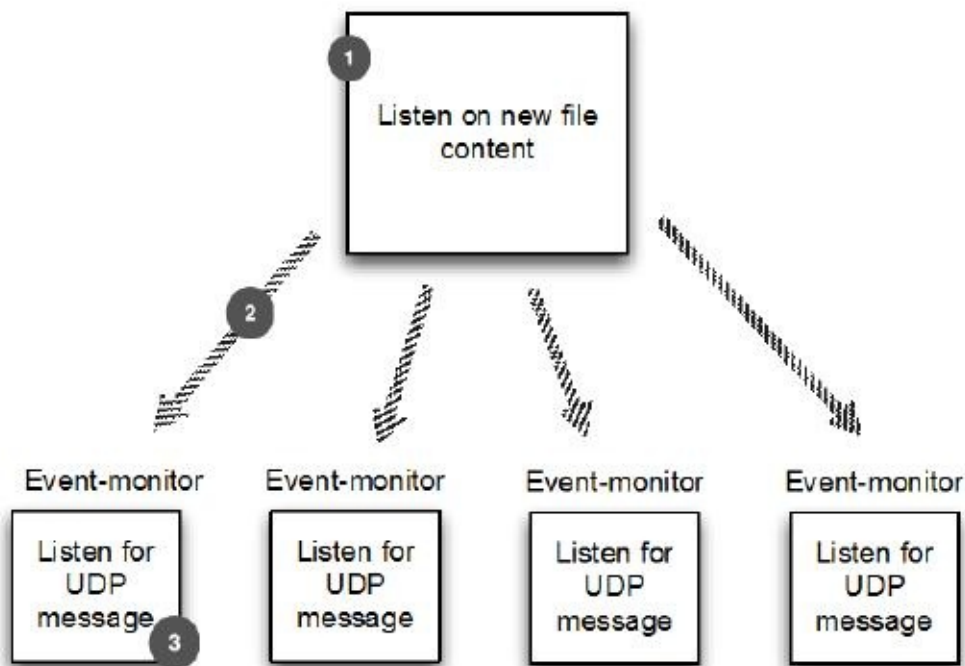 1
Listen on new file
content
2
Event-monitor
Event-monitor
Event-monitor
Event-monitor
Listen for
UDP
message
3
Listen for
UDP
message
Listen for
UDP
message
Listen for
UDP
message